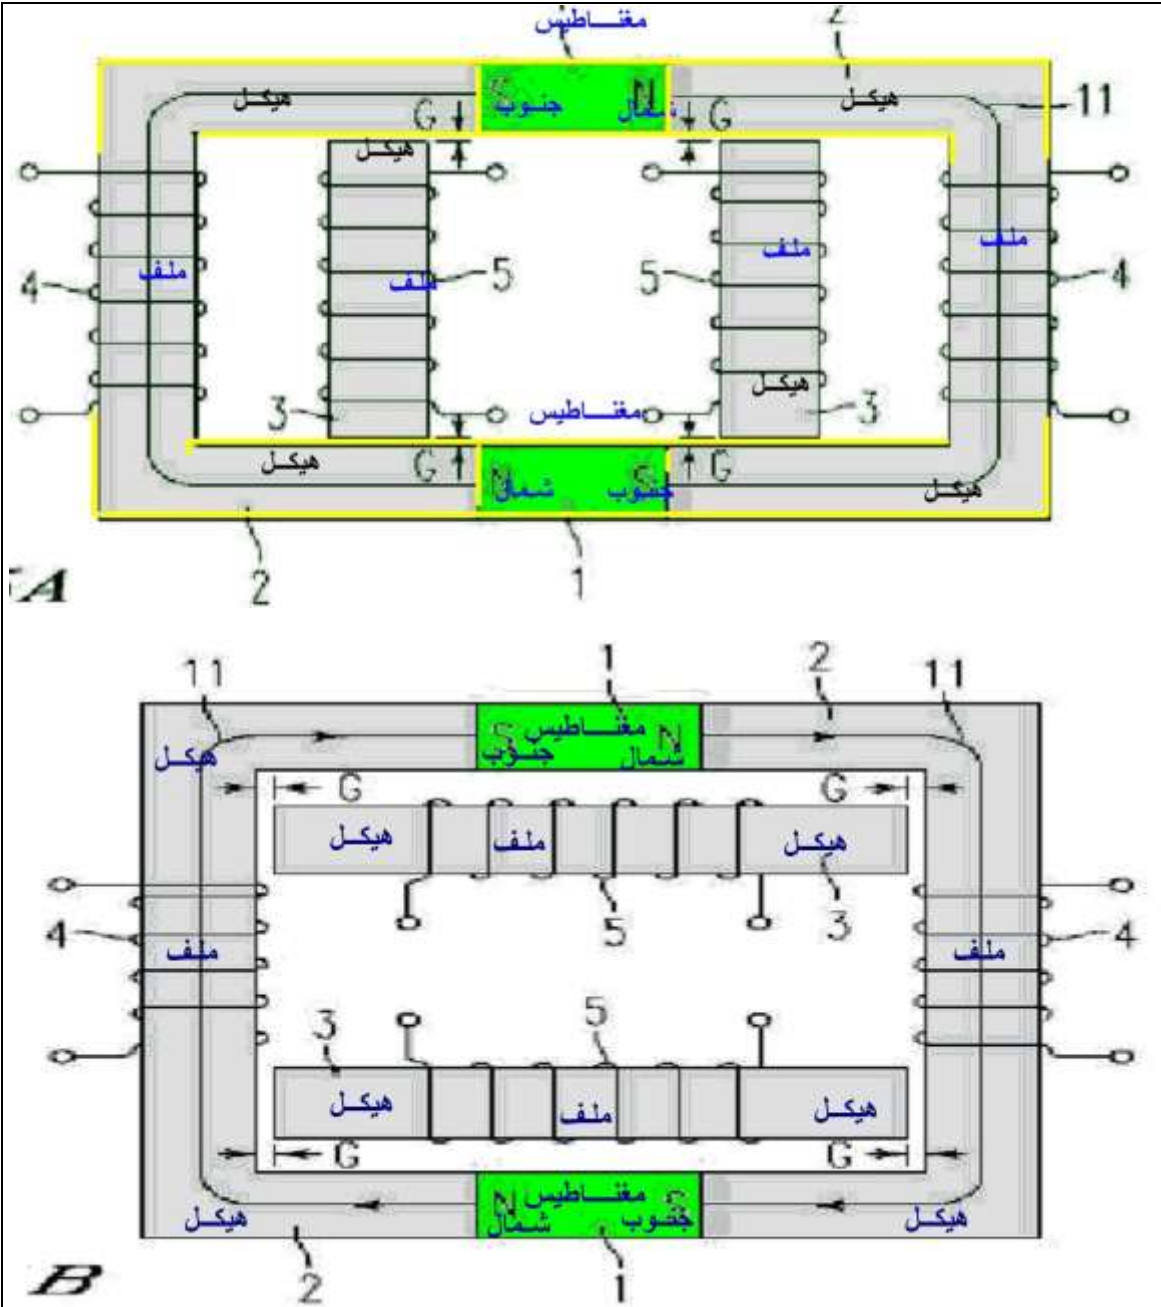 مغناطيس 2
هيكل S جنوب N شمال هيكل 11
G هيكل G
4 ملف ملف 5 5 ملف ملف 4
هيكل
3 مغناطيس 3
هيكل G N شمال جنوب S G هيكل
2 1
A
11 1 2 11
S مغناطيس N
هيكل جنوب شمال
G G
هيكل ملف هيكل
4 ملف 5 3 ملف 4
3 5
هيكل ملف هيكل
G G
N مغناطيس S
هيكل شمال جنوب هيكل
B 2 1